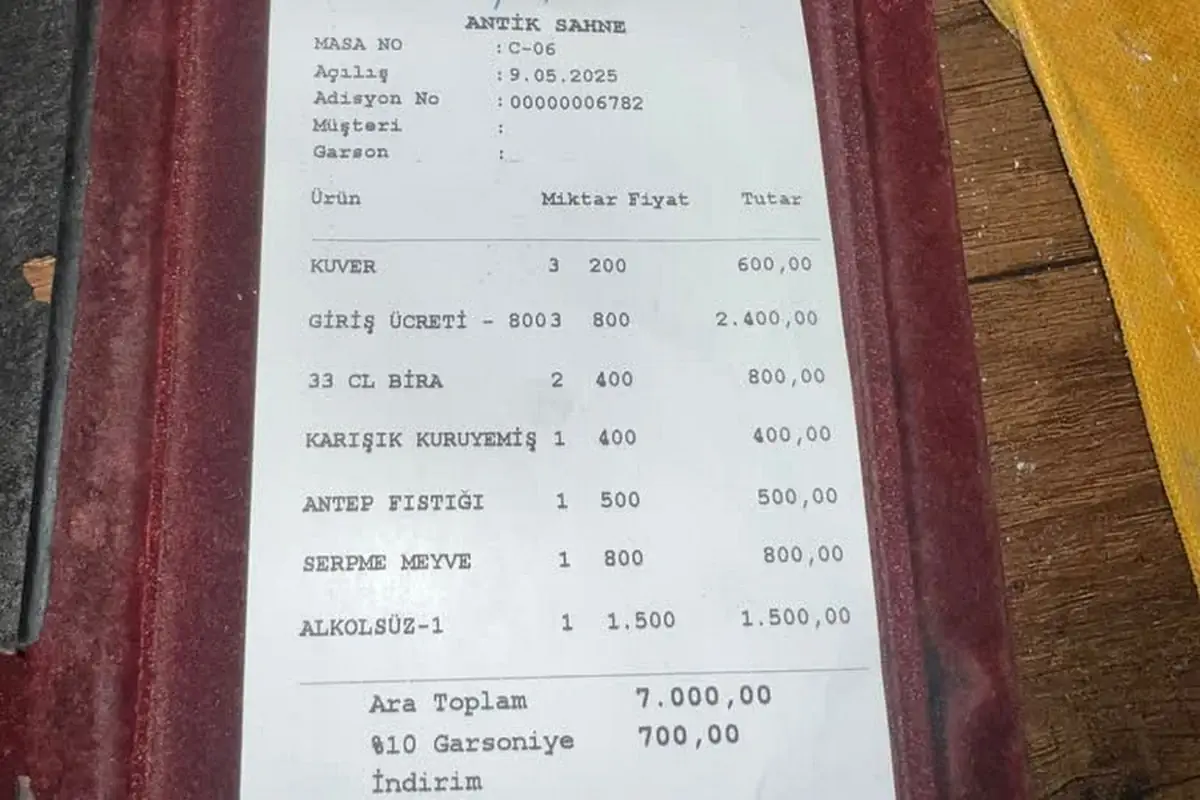 ANTİK SAHNE
MASA NO :C-06
Açılış :9.05.2025
Adisyon No :00000006782
Müşteri :
Garson :
Ürün Miktar Fiyat Tutar
KUVER 3 200 600,00
GİRİŞ ÜCRETİ - 8003 800 2.400,00
33 CL BİRA 2 400 800,00
KARIŞIK KURUYEMİŞ 1 400 400,00
ANTEP FISTIĞI 1 500 500,00
SERPME MEYVE 1 800 800,00
ALKOLSÜZ-1 1 1.500 1.500,00
Ara Toplam 7.000,00
%10 Garsoniye 700,00
İndirim